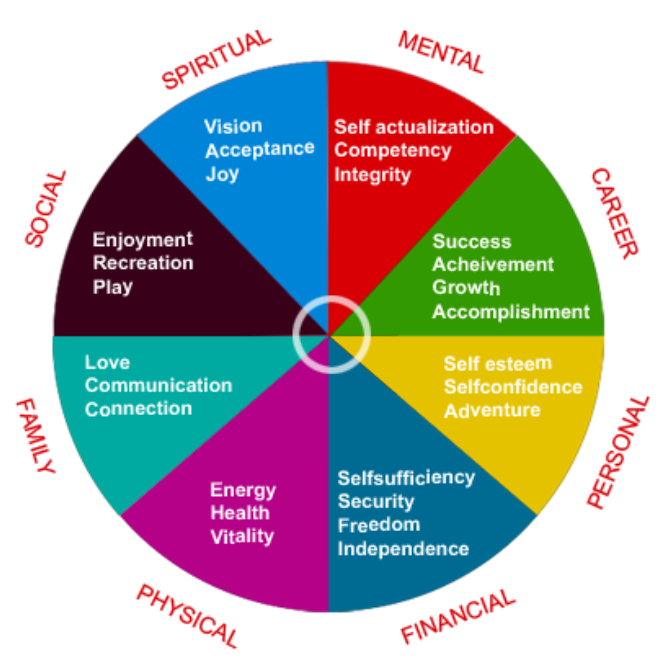 SPIRITUAL
MENTAL
Vision
Acceptance
Joy
Self actualization
Competency
Integrity
SOCIAL
CAREER
Enjoyment
Recreation
Play
Success
Acheivement
Growth
Accomplishment
Love
Communication
Connection
Self esteem
Selfconfidence
Adventure
FAMILY
PERSONAL
Energy
Health
Vitality
Selfsufficiency
Security
Freedom
Independence
PHYSICAL
FINANCIAL